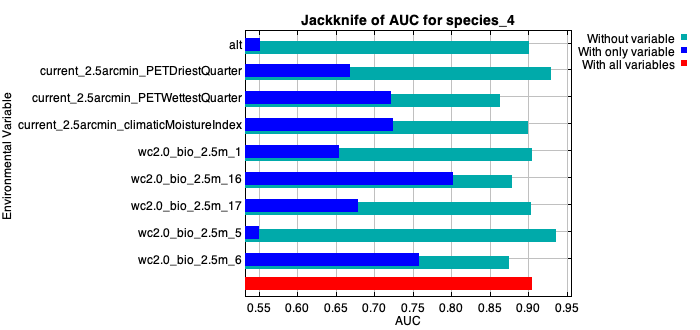 Jackknife of AUC for species_4
Without variable
With only variable
With all variables
Environmental Variable
alt
current_2.5arcmin_PETDriestQuarter
current_2.5arcmin_PETWettestQuarter
current_2.5arcmin_climaticMoistureIndex
wc2.0_bio_2.5m_1
wc2.0_bio_2.5m_16
wc2.0_bio_2.5m_17
wc2.0_bio_2.5m_5
wc2.0_bio_2.5m_6
0.55 0.60 0.65 0.70 0.75 0.80 0.85 0.90 0.95
AUC